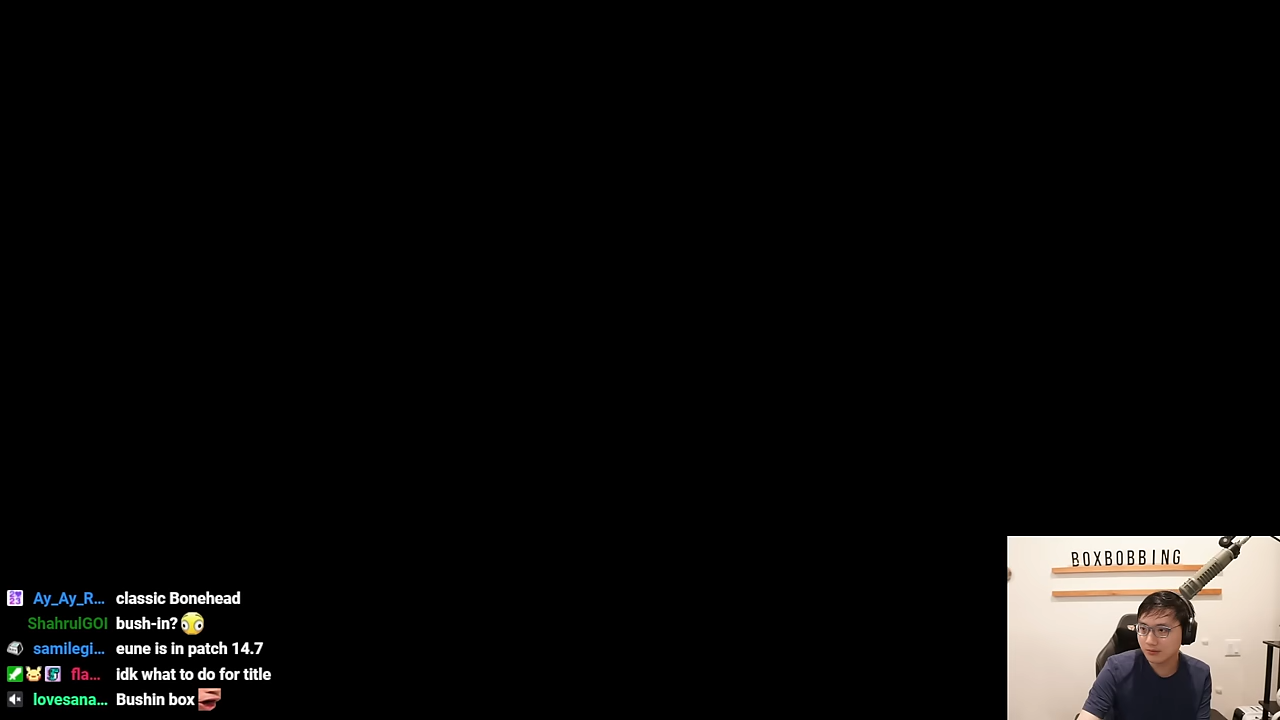 BOXBOBBING
Ay_Ay_R... classic Bonehead
ShahrulGOI bush-in?
samilegi... eune is in patch 14.7
fla... idk what to do for title
lovesana... Bushin box